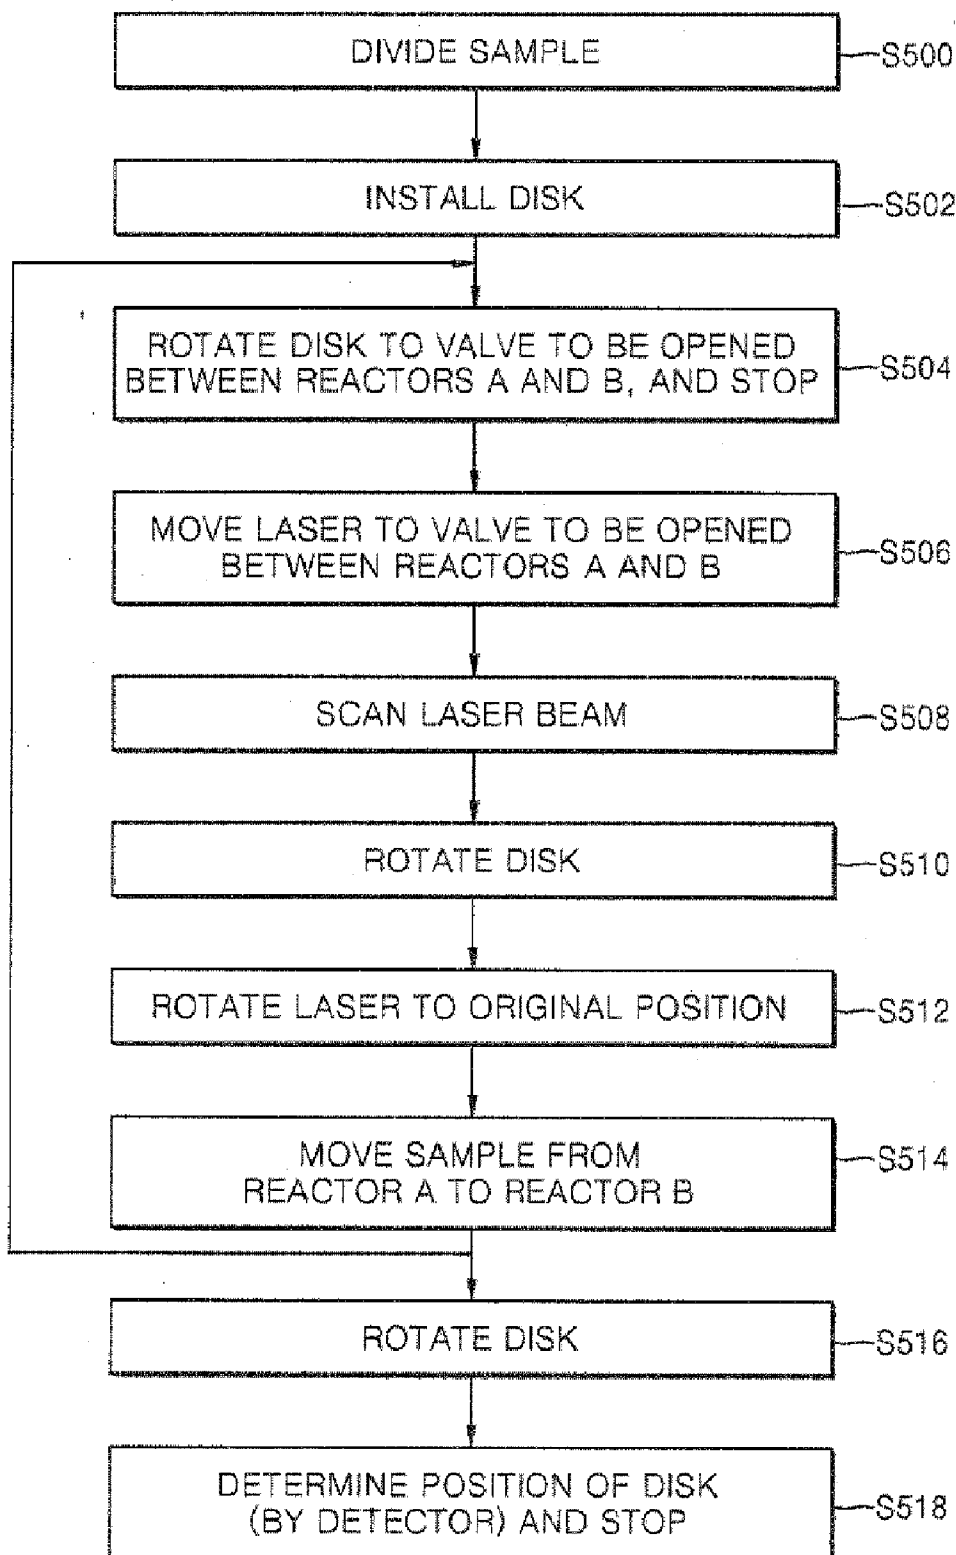 DIVIDE SAMPLE
S500
INSTALL DISK
S502
ROTATE DISK TO VALVE TO BE OPENED
BETWEEN REACTORS A AND B, AND STOP
S504
MOVE LASER TO VALVE TO BE OPENED
BETWEEN REACTORS A AND B
S506
SCAN LASER BEAM
S508
ROTATE DISK
S510
ROTATE LASER TO ORIGINAL POSITION
S512
MOVE SAMPLE FROM
REACTOR A TO REACTOR B
S514
ROTATE DISK
S516
DETERMINE POSITION OF DISK
(BY DETECTOR) AND STOP
S518